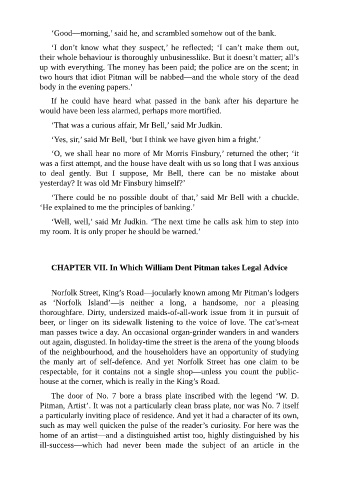 ‘Good—morning,’ said he, and scrambled somehow out of the bank.
‘I don’t know what they suspect,’ he reflected; ‘I can’t make them out,
their whole behaviour is thoroughly unbusinesslike. But it doesn’t matter; all’s
up with everything. The money has been paid; the police are on the scent; in
two hours that idiot Pitman will be nabbed—and the whole story of the dead
body in the evening papers.’
If he could have heard what passed in the bank after his departure he
would have been less alarmed, perhaps more mortified.
‘That was a curious affair, Mr Bell,’ said Mr Judkin.
‘Yes, sir,’ said Mr Bell, ‘but I think we have given him a fright.’
‘O, we shall hear no more of Mr Morris Finsbury,’ returned the other; ‘it
was a first attempt, and the house have dealt with us so long that I was anxious
to deal gently. But I suppose, Mr Bell, there can be no mistake about
yesterday? It was old Mr Finsbury himself?’
‘There could be no possible doubt of that,’ said Mr Bell with a chuckle.
‘He explained to me the principles of banking.’
‘Well, well,’ said Mr Judkin. ‘The next time he calls ask him to step into
my room. It is only proper he should be warned.’
CHAPTER VII. In Which William Dent Pitman takes Legal Advice
Norfolk Street, King’s Road—jocularly known among Mr Pitman’s lodgers
as ‘Norfolk Island’—is neither a long, a handsome, nor a pleasing
thoroughfare. Dirty, undersized maids-of-all-work issue from it in pursuit of
beer, or linger on its sidewalk listening to the voice of love. The cat’s-meat
man passes twice a day. An occasional organ-grinder wanders in and wanders
out again, disgusted. In holiday-time the street is the arena of the young bloods
of the neighbourhood, and the householders have an opportunity of studying
the manly art of self-defence. And yet Norfolk Street has one claim to be
respectable, for it contains not a single shop—unless you count the public-
house at the corner, which is really in the King’s Road.
The door of No. 7 bore a brass plate inscribed with the legend ‘W. D.
Pitman, Artist’. It was not a particularly clean brass plate, nor was No. 7 itself
a particularly inviting place of residence. And yet it had a character of its own,
such as may well quicken the pulse of the reader’s curiosity. For here was the
home of an artist—and a distinguished artist too, highly distinguished by his
ill-success—which had never been made the subject of an article in the